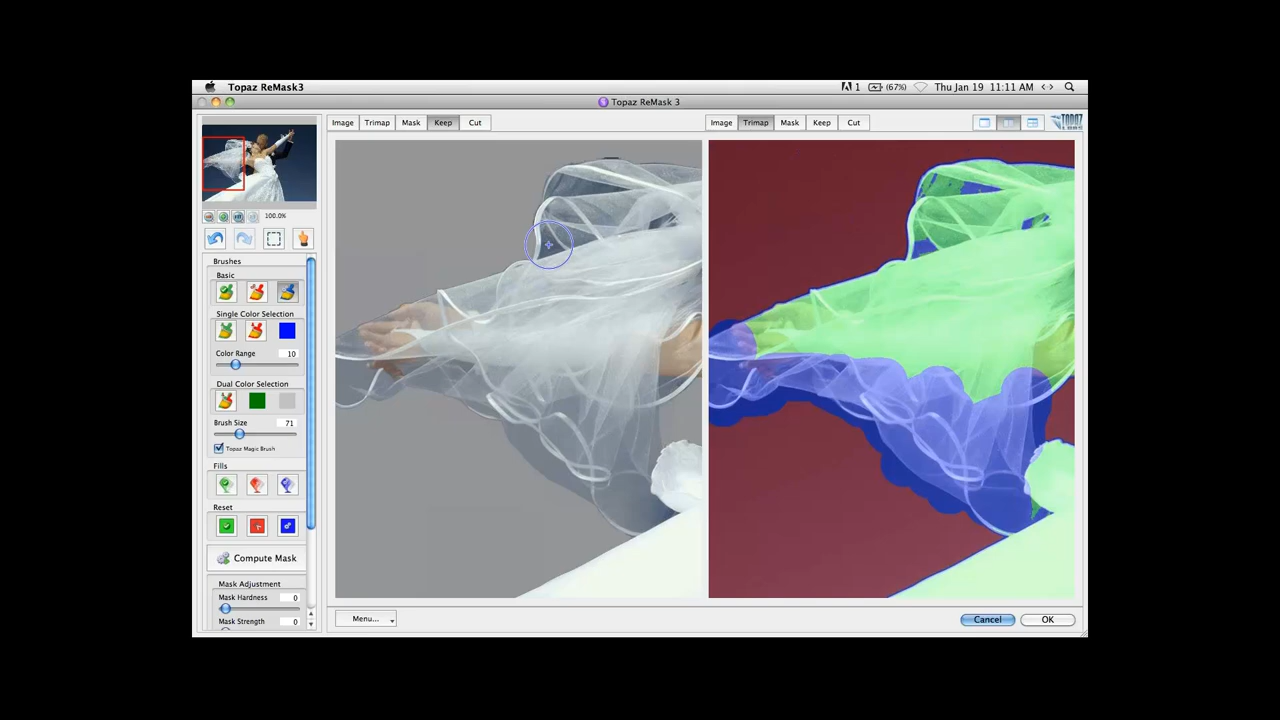 Topaz ReMask3
1 (67%) Thu Jan 19 11:11 AM
Topaz ReMask 3
Image Trimap Mask Keep Cut
Image Trimap Mask Keep Cut
TOPAZ
LABS
100.0%
Brushes
Basic
Single Color Selection
Color Range 10
Dual Color Selection
Brush Size 71
Topaz Magic Brush
Fills
Reset
Compute Mask
Mask Adjustment
Mask Hardness 0
Mask Strength 0
Menu...
Cancel OK